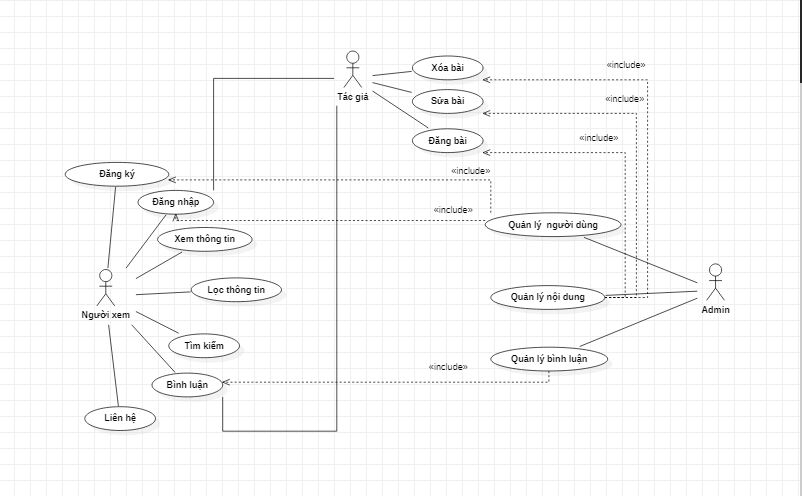 Xóa bài
«include»
Tác giả
Sửa bài
«include»
Đăng bài
«include»
Đăng ký
«include»
Đăng nhập
«include»
Xem thông tin
Quản lý người dùng
Lọc thông tin
Quản lý nội dung
Người xem
Admin
Tìm kiếm
Quản lý bình luận
Bình luận
«include»
Liên hệ